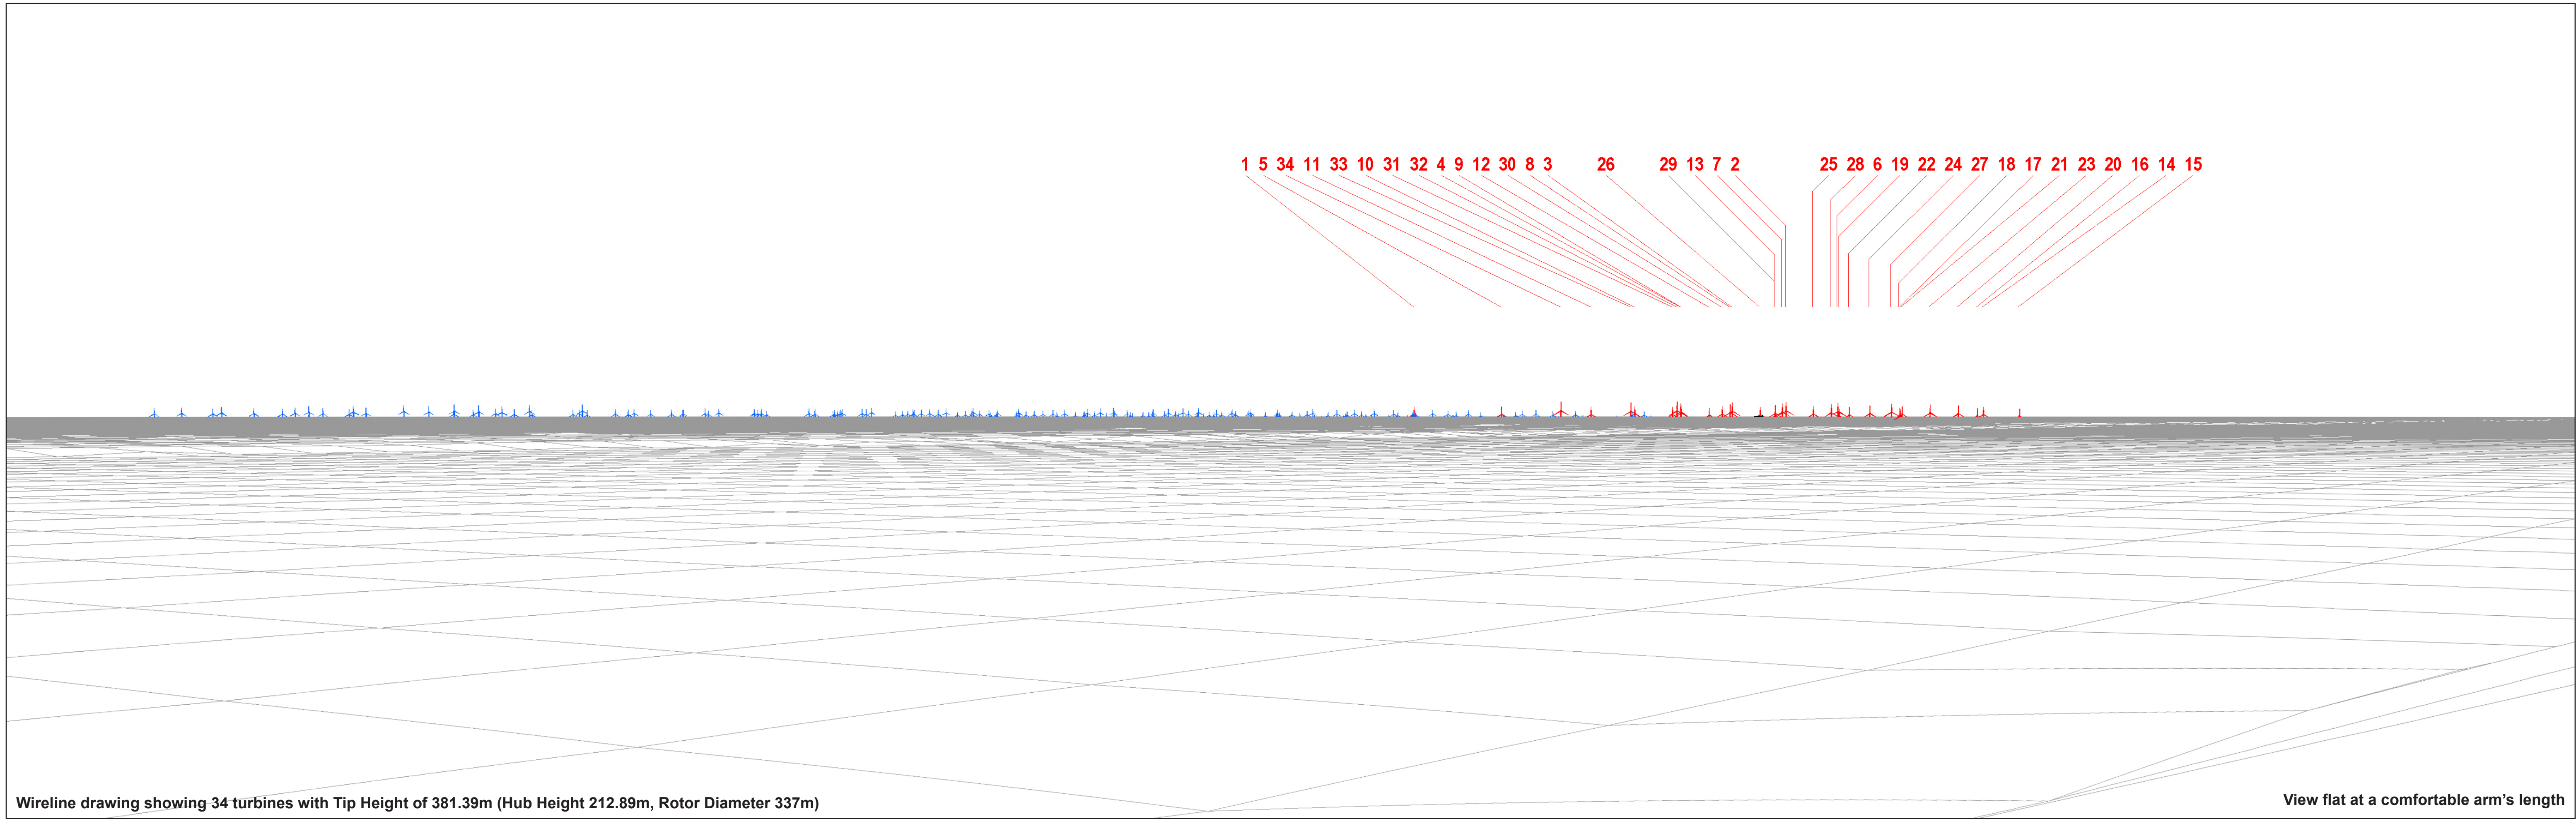 1 5 34 11 33 10 31 32 4 9 12 30 8 3 26 29 13 7 2 25 28 6 19 22 24 27 18 17 21 23 20 16 14 15
Wireline drawing showing 34 turbines with Tip Height of 381.39m (Hub Height 212.89m, Rotor Diameter 337m)
View flat at a comfortable arm's length